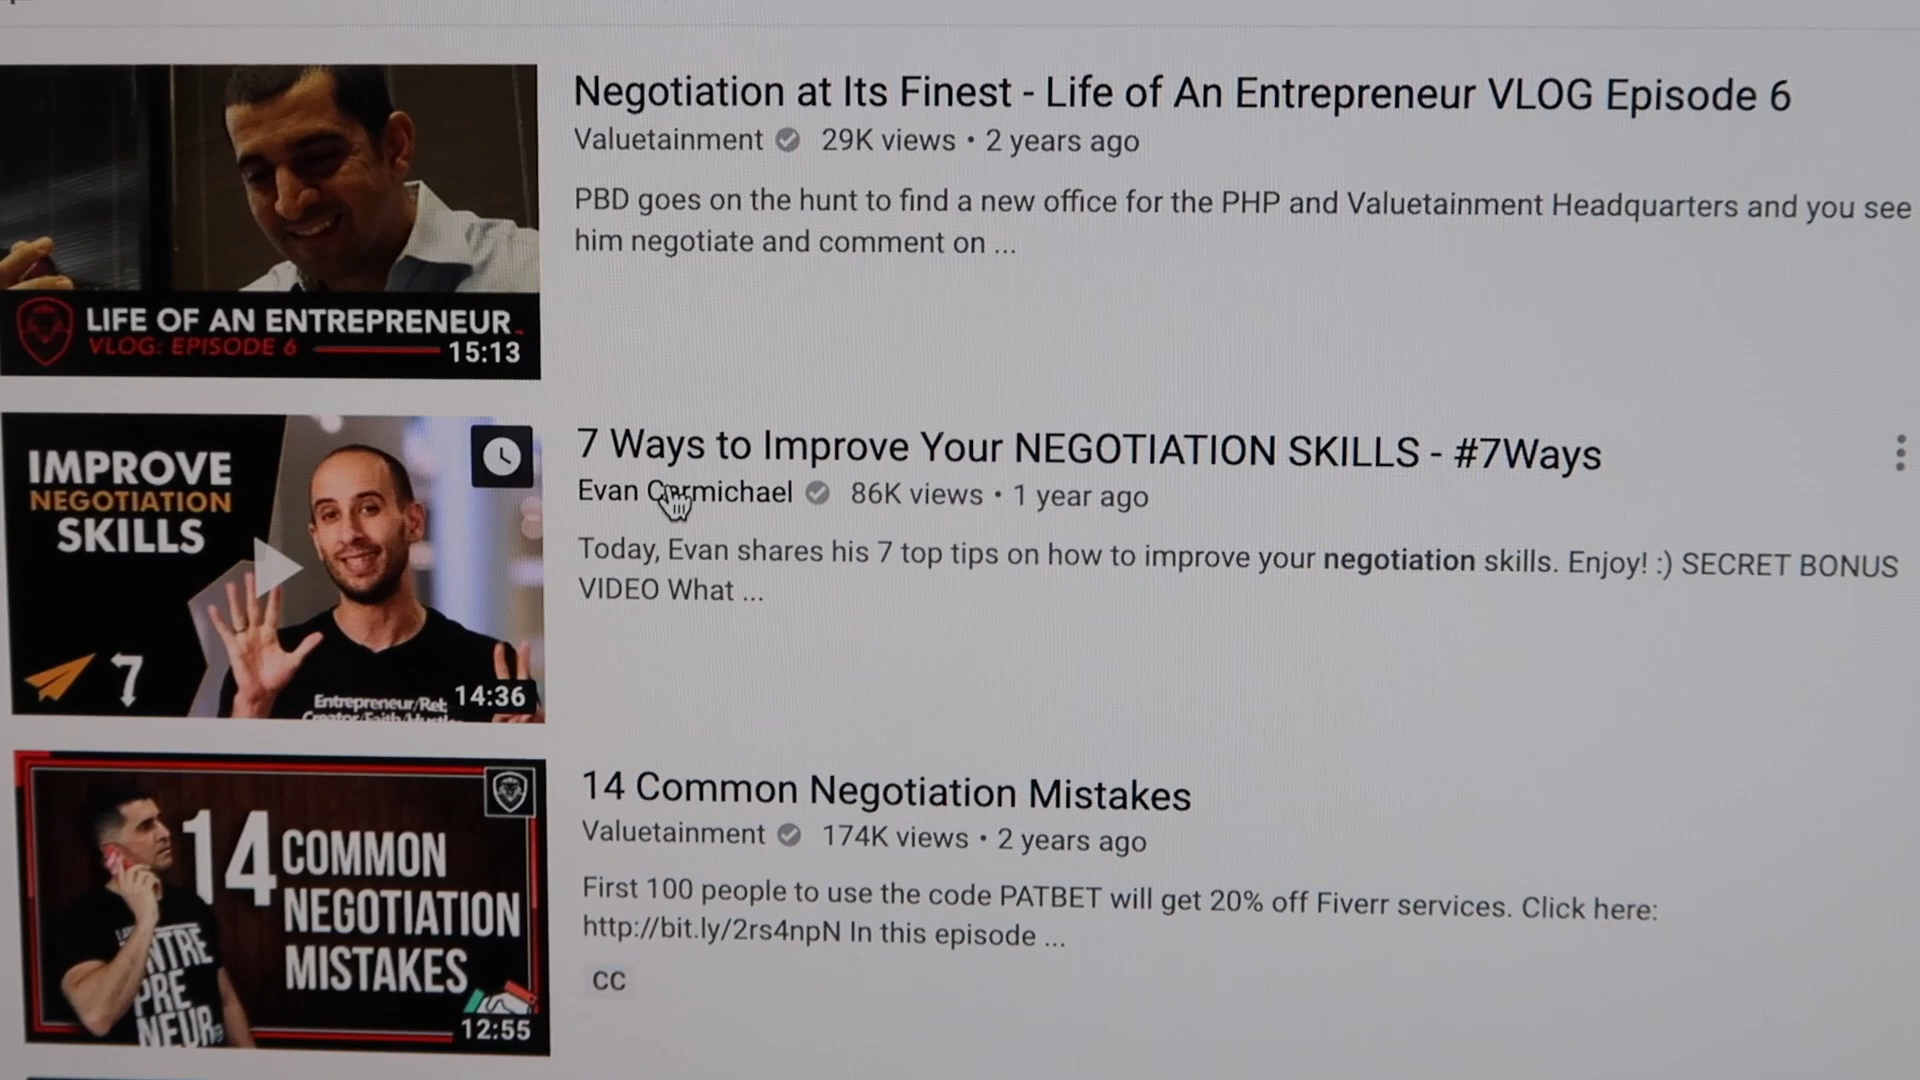 Negotiation at Its Finest - Life of An Entrepreneur VLOG Episode 6
Valuetainment 29K views • 2 years ago
PBD goes on the hunt to find a new office for the PHP and Valuetainment Headquarters and you see
him negotiate and comment on ...
LIFE OF AN ENTREPRENEUR
VLOG: EPISODE 6
15:13
7 Ways to Improve Your NEGOTIATION SKILLS - #7Ways
Evan Carmichael 86K views • 1 year ago
Today, Evan shares his 7 top tips on how to improve your negotiation skills. Enjoy! :) SECRET BONUS
VIDEO What ...
IMPROVE
NEGOTIATION
SKILLS
7
Entrepreneur/
14:36
14 Common Negotiation Mistakes
Valuetainment 174K views • 2 years ago
First 100 people to use the code PATBET will get 20% off Fiverr services. Click here:
http://bit.ly/2rs4npN In this episode ...
CC
14 COMMON
NEGOTIATION
MISTAKES
NTRE
PRE
NEUR
12:55